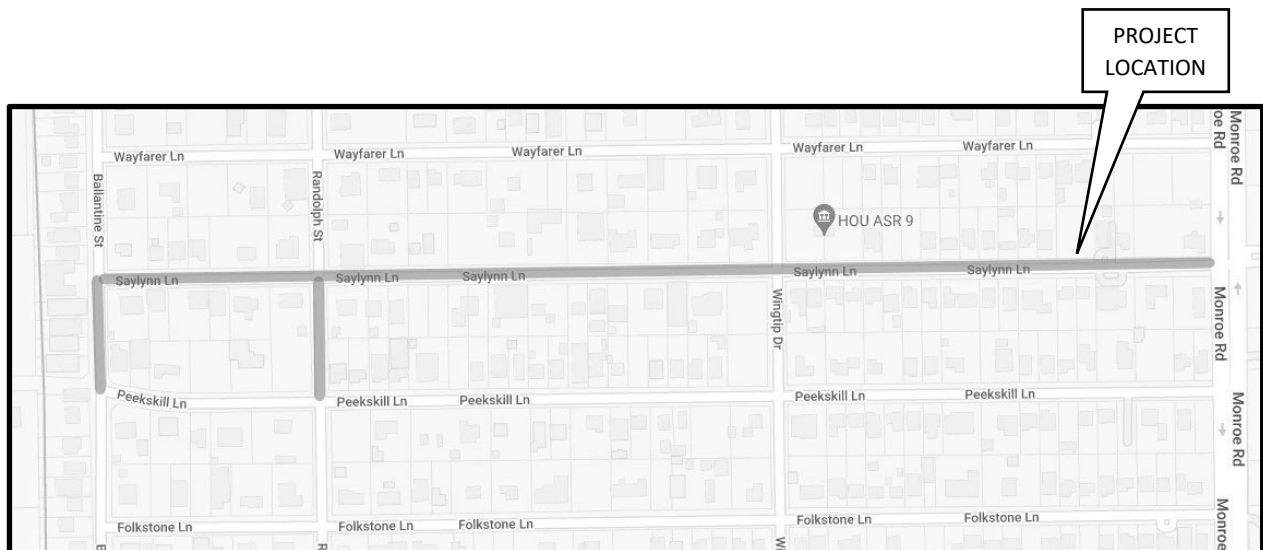 PROJECT
LOCATION
Wayfarer Ln
Wayfarer Ln
Wayfarer Ln
Wayfarer Ln
Wayfarer Ln
Monroe Rd
oe Rd
Ballantine St
Randolph St
HOU ASR 9
Saylynn Ln
Saylynn Ln
Saylynn Ln
Saylynn Ln
Saylynn Ln
Wingtip Dr
Monroe Rd
Peekskill Ln
Peekskill Ln
Peekskill Ln
Peekskill Ln
Peekskill Ln
Monroe Rd
Folkstone Ln
Folkstone Ln
Folkstone Ln
Folkstone Ln
Folkstone Ln
Monroe
B
R
Wi